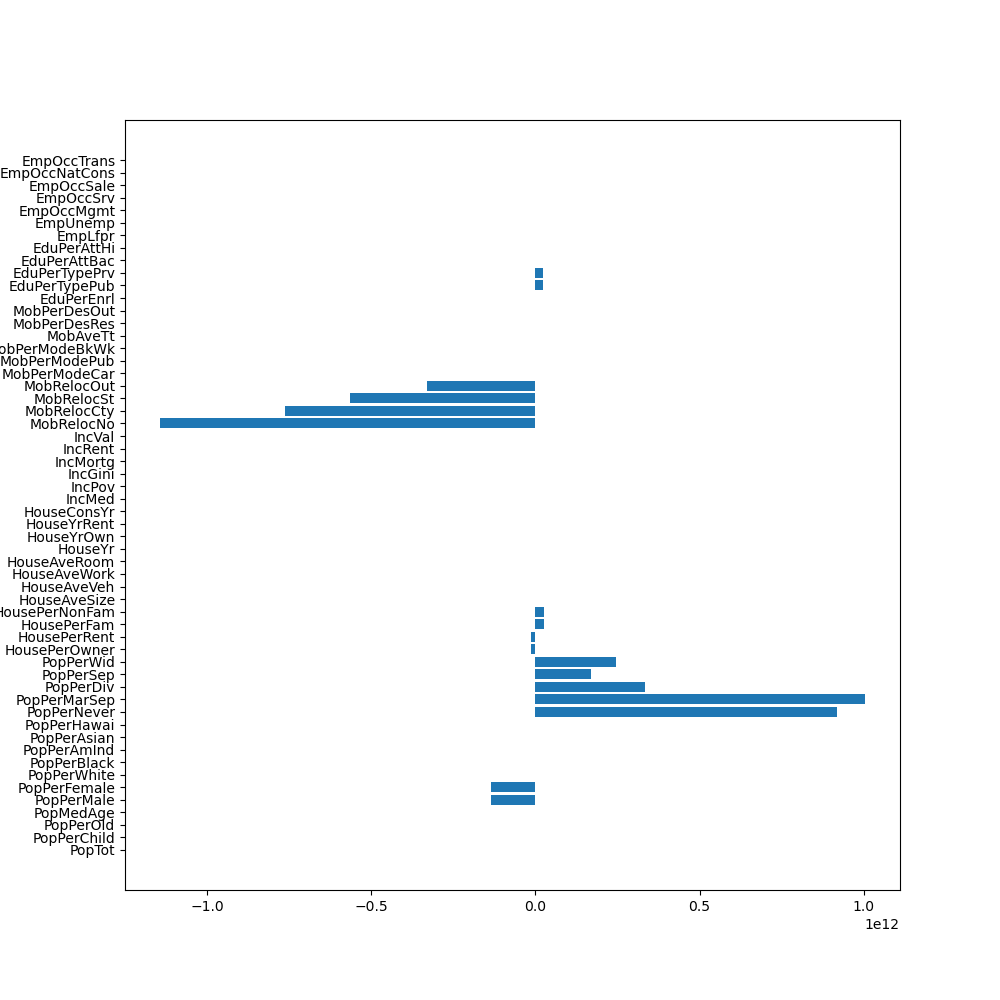 EmpOccTrans
EmpOccNatCons
EmpOccSale
EmpOccSrv
EmpOccMgmt
EmpUnemp
EmpLfpr
EduPerAttHi
EduPerAttBac
EduPerTypePrv
EduPerTypePub
EduPerEnrl
MobPerDesOut
MobPerDesRes
MobAveTt
obPerModeBkWk
MobPerModePub
MobPerModeCar
MobRelocOut
MobRelocSt
MobRelocCty
MobRelocNo
IncVal
IncRent
IncMortg
IncGini
IncPov
IncMed
HouseConsYr
HouseYrRent
HouseYrOwn
HouseYr
HouseAveRoom
HouseAveWork
HouseAveVeh
HouseAveSize
HousePerNonFam
HousePerFam
HousePerRent
HousePerOwner
PopPerWid
PopPerSep
PopPerDiv
PopPerMarSep
PopPerNever
PopPerHawai
PopPerAsian
PopPerAmInd
PopPerBlack
PopPerWhite
PopPerFemale
PopPerMale
PopMedAge
PopPerOld
PopPerChild
PopTot
−1.0 −0.5 0.0 0.5 1.0
1e12